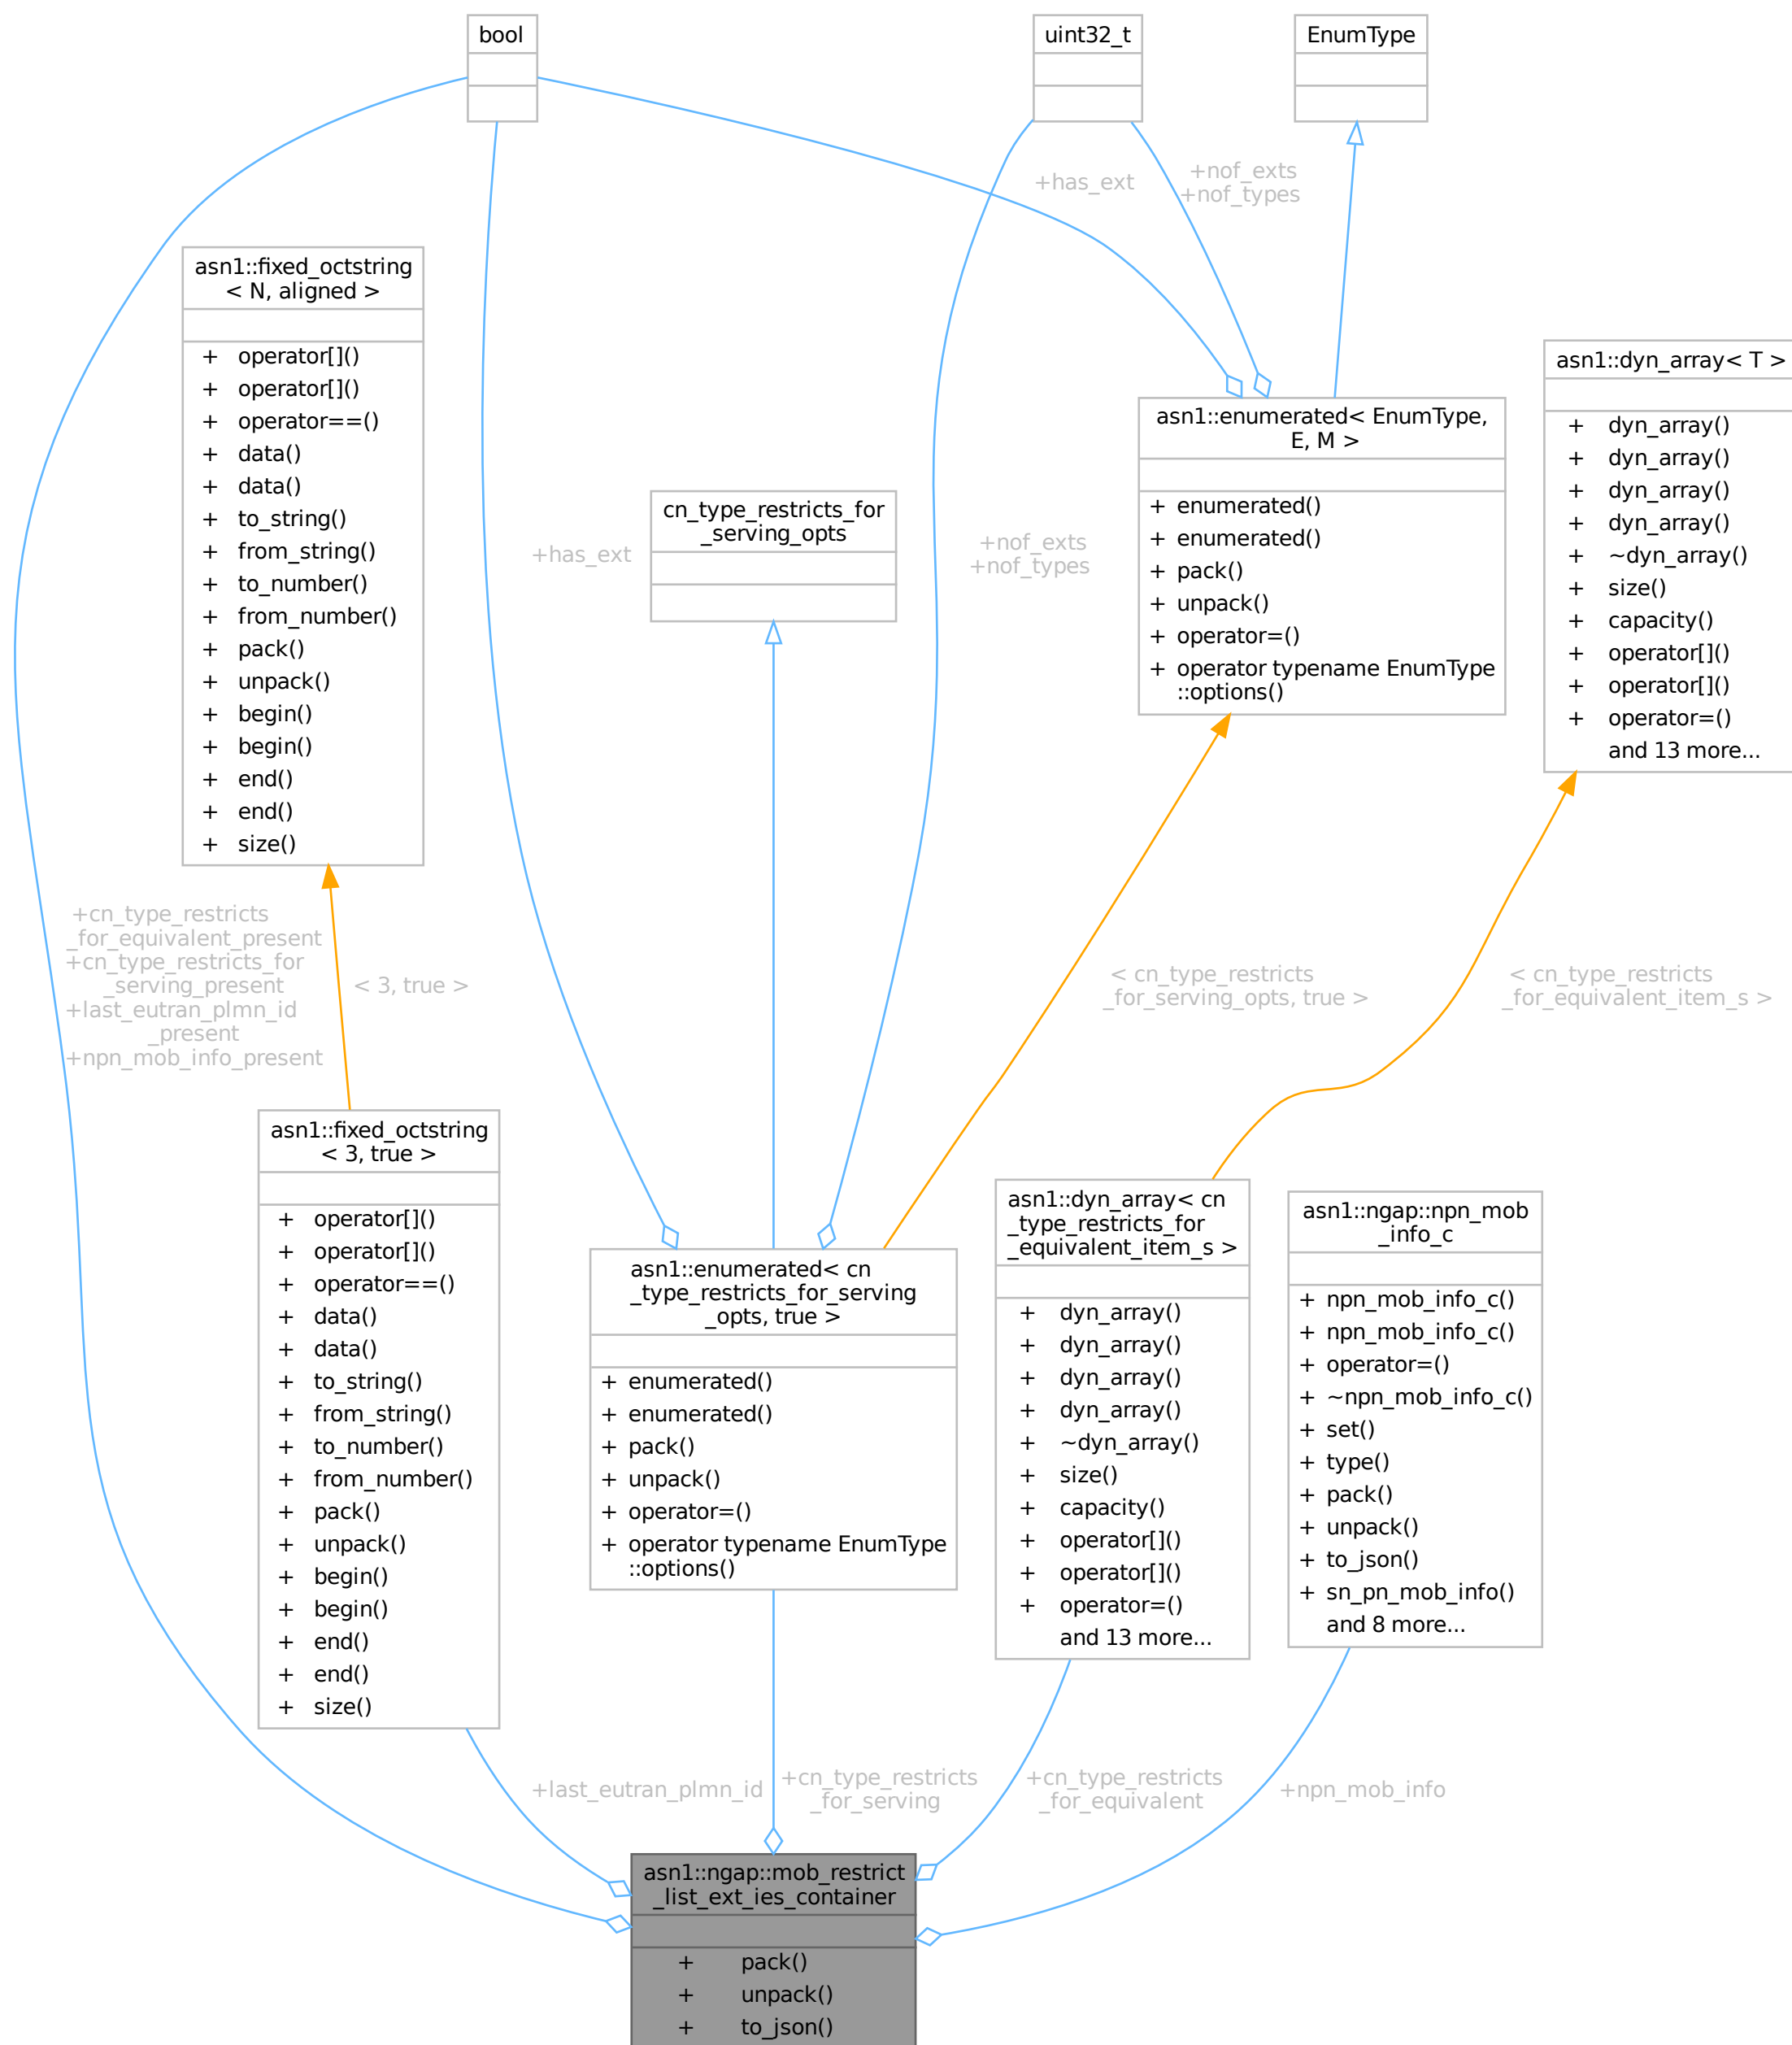 bool
uint32_t
EnumType
+has_ext
+nof_exts
+nof_types
asn1::fixed_octstring
< N, aligned >
+ operator[]()
+ operator[]()
+ operator==()
+ data()
+ data()
+ to_string()
+ from_string()
+ to_number()
+ from_number()
+ pack()
+ unpack()
+ begin()
+ begin()
+ end()
+ end()
+ size()
asn1::dyn_array< T >
+ dyn_array()
+ dyn_array()
+ dyn_array()
+ dyn_array()
+ ~dyn_array()
+ size()
+ capacity()
+ operator[]()
+ operator[]()
+ operator=()
and 13 more...
asn1::enumerated< EnumType,
E, M >
+ enumerated()
+ enumerated()
+ pack()
+ unpack()
+ operator=()
+ operator typename EnumType
::options()
cn_type_restricts_for
_serving_opts
+has_ext
+nof_exts
+nof_types
+cn_type_restricts
_for_equivalent_present
+cn_type_restricts_for
_serving_present
+last_eutran_plmn_id
_present
+npn_mob_info_present
< 3, true >
< cn_type_restricts
_for_serving_opts, true >
< cn_type_restricts
_for_equivalent_item_s >
asn1::fixed_octstring
< 3, true >
+ operator[]()
+ operator[]()
+ operator==()
+ data()
+ data()
+ to_string()
+ from_string()
+ to_number()
+ from_number()
+ pack()
+ unpack()
+ begin()
+ begin()
+ end()
+ end()
+ size()
asn1::enumerated< cn
_type_restricts_for_serving
_opts, true >
+ enumerated()
+ enumerated()
+ pack()
+ unpack()
+ operator=()
+ operator typename EnumType
::options()
asn1::dyn_array< cn
_type_restricts_for
_equivalent_item_s >
+ dyn_array()
+ dyn_array()
+ dyn_array()
+ dyn_array()
+ ~dyn_array()
+ size()
+ capacity()
+ operator[]()
+ operator[]()
+ operator=()
and 13 more...
asn1::ngap::npn_mob
_info_c
+ npn_mob_info_c()
+ npn_mob_info_c()
+ operator=()
+ ~npn_mob_info_c()
+ set()
+ type()
+ pack()
+ unpack()
+ to_json()
+ sn_pn_mob_info()
and 8 more...
+last_eutran_plmn_id
+cn_type_restricts
_for_serving
+cn_type_restricts
_for_equivalent
+npn_mob_info
asn1::ngap::mob_restrict
_list_ext_ies_container
+ pack()
+ unpack()
+ to_json()